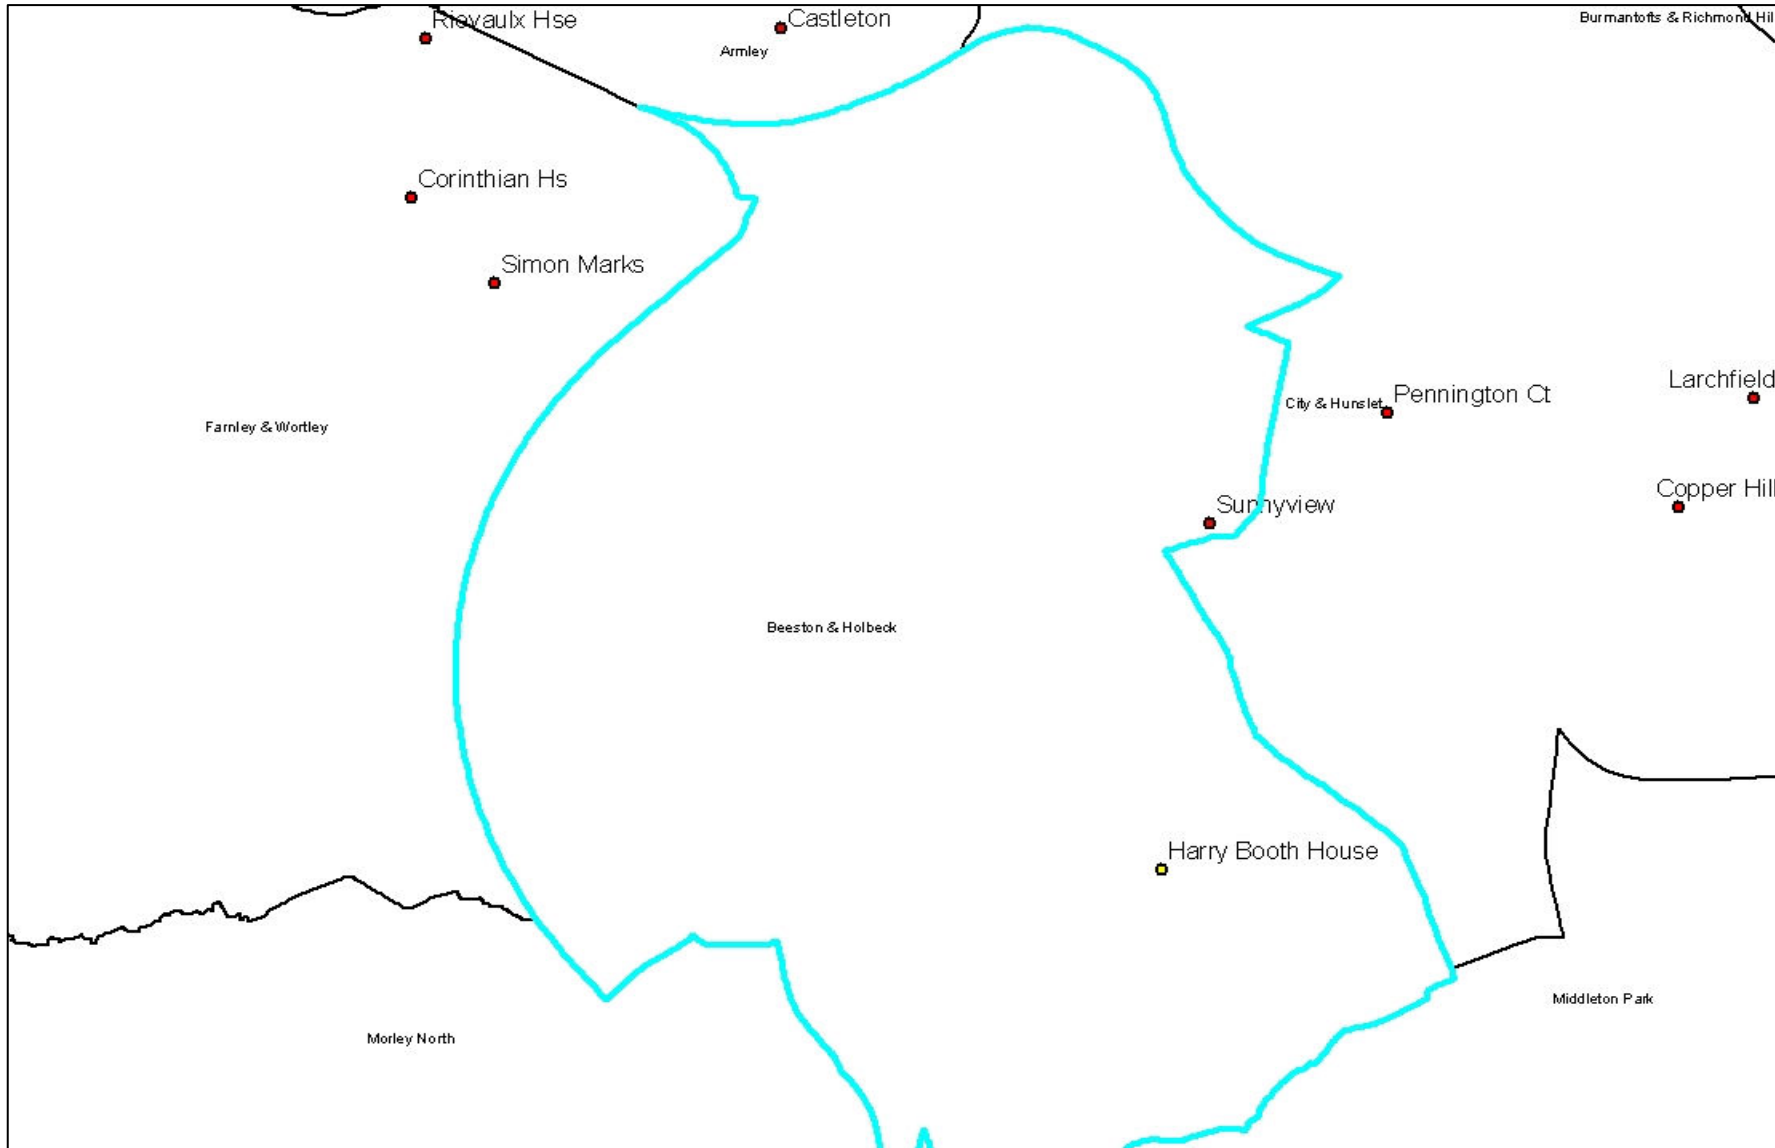 Rievaulx Hse
Castleton
Burmantofts & Richmond Hil
Armley
Corinthian Hs
Simon Marks
Larchfield
Pennington Ct
City & Hunslet
Farnley & Wortley
Copper Hill
Sunnyview
Beeston & Holbeck
Harry Booth House
Middleton Park
Morley North